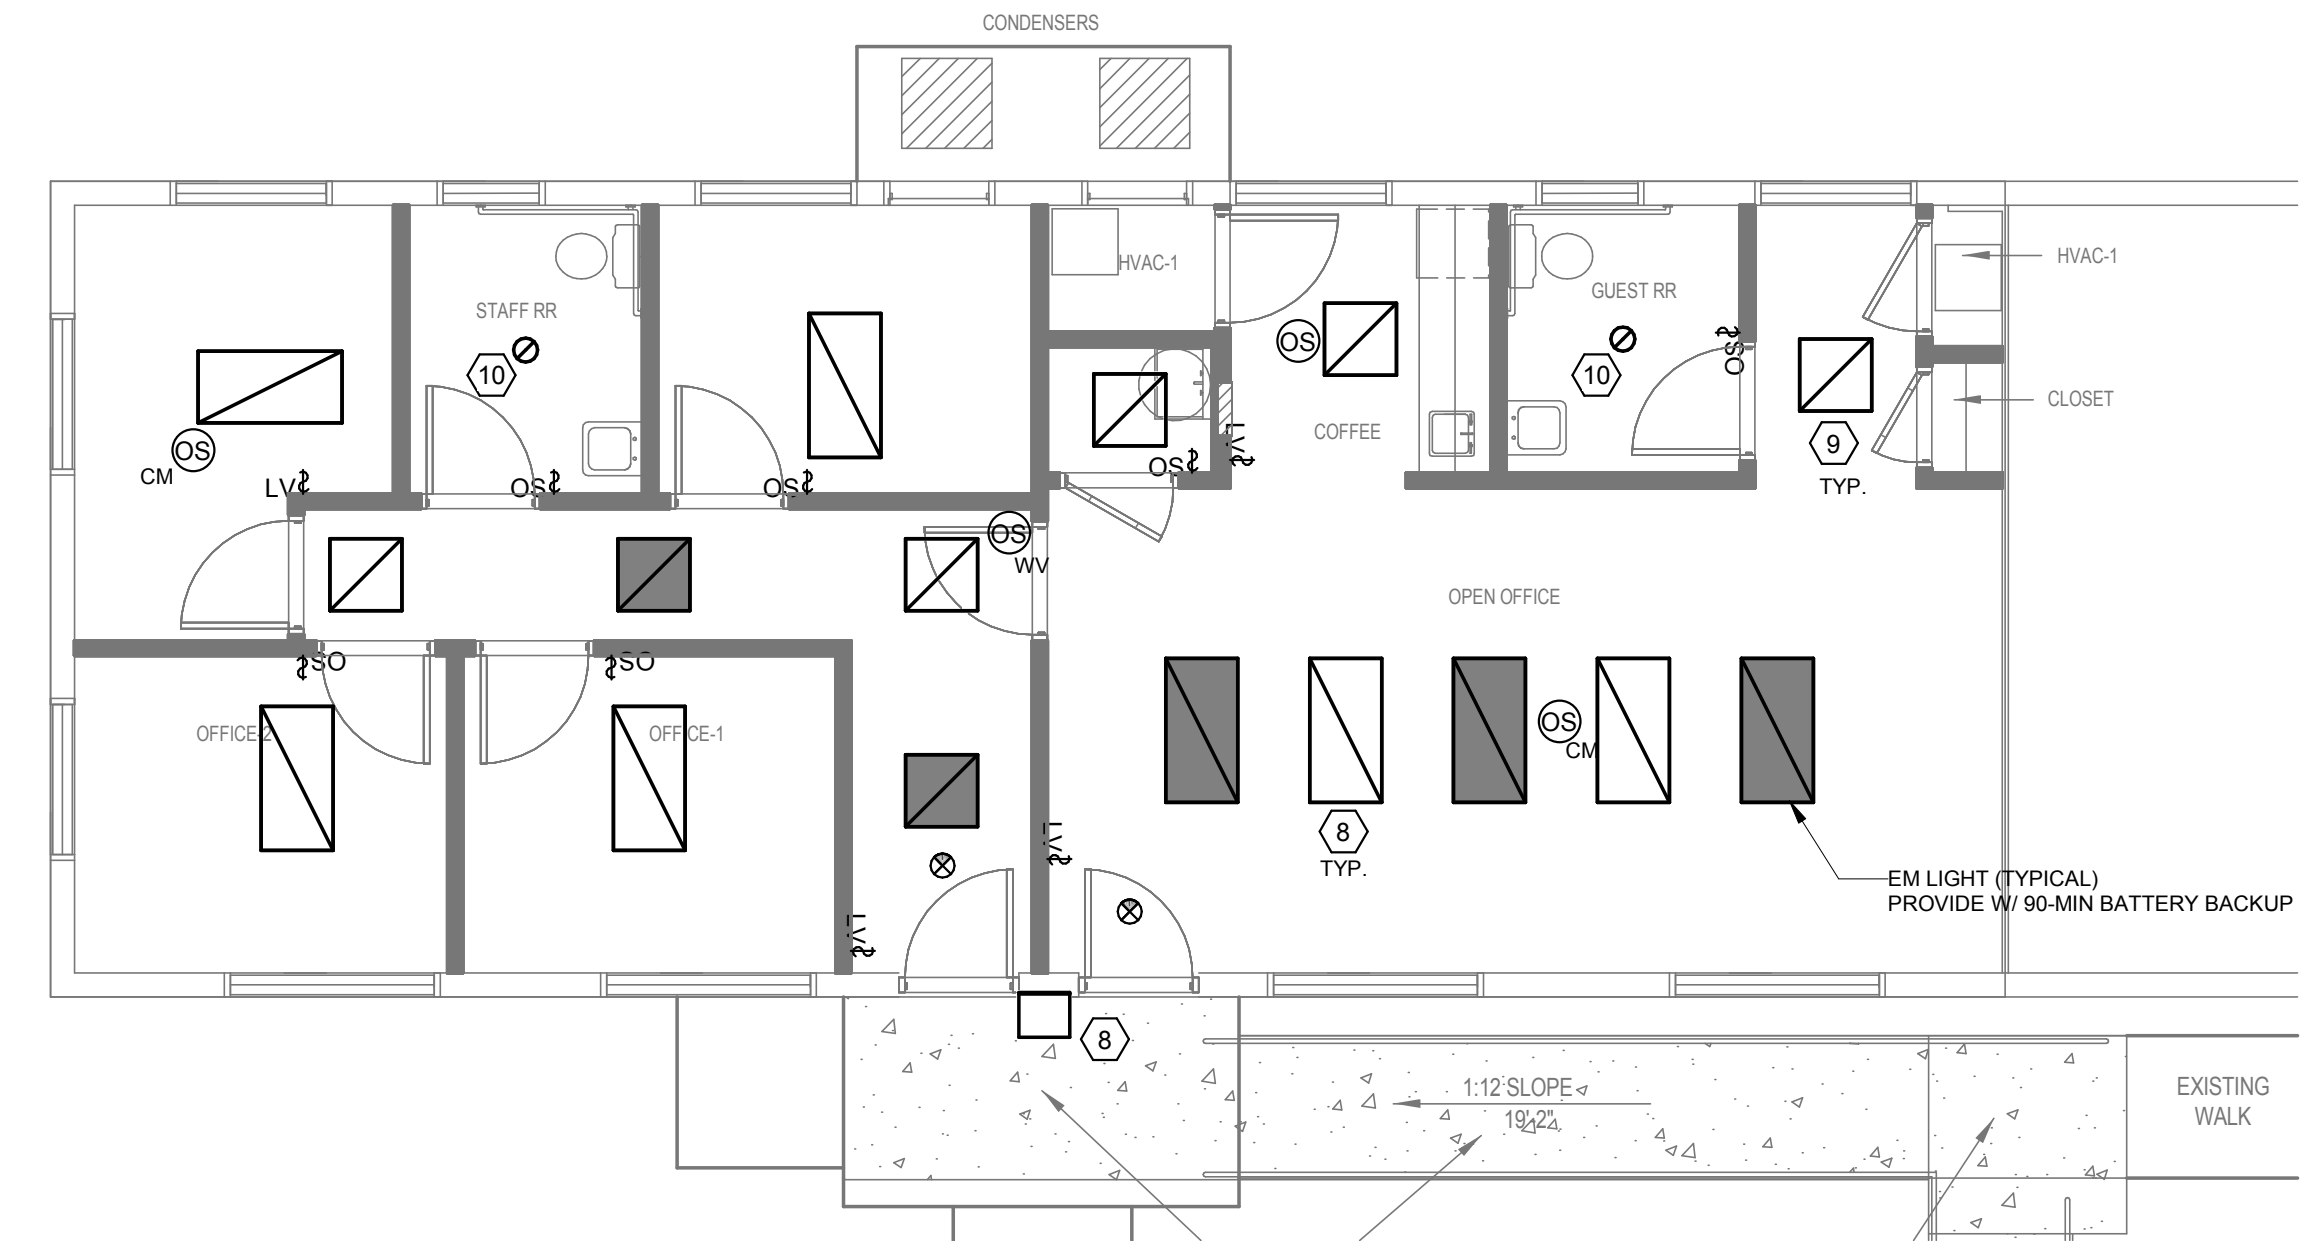 CONDENSERS
HVAC-1
HVAC-1
GUEST RR
STAFF RR
OS
10
10
OS
CLOSET
COFFEE
9
OS
CM
LV
OS
OS
OS
LV
TYP.
OS
WV
OPEN OFFICE
OS
OS
OFFICE-2
OFFICE-1
OS
CM
8
TYP.
LV
EM LIGHT (TYPICAL)
PROVIDE W/ 90-MIN BATTERY BACKUP
LV
8
1:12 SLOPE
19'-2"
EXISTING
WALK